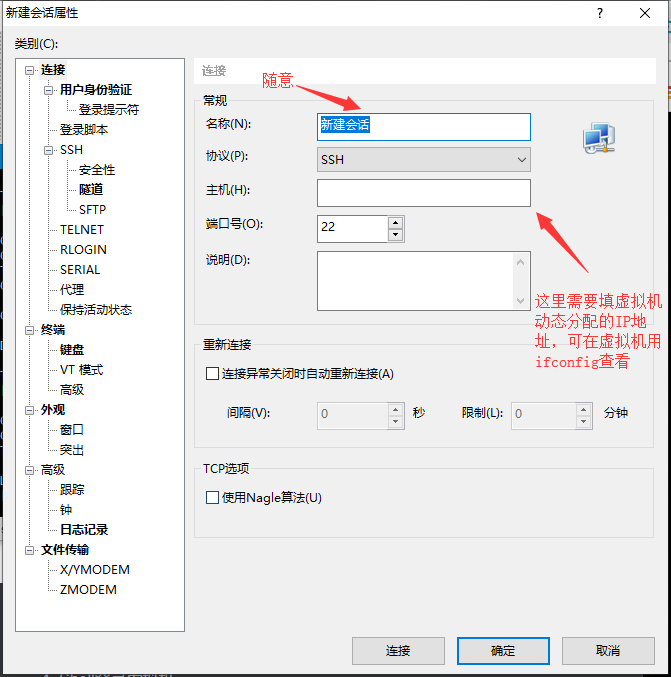 新建会话属性
?
类别(C):
连接
用户身份验证
登录提示符
登录脚本
SSH
安全性
隧道
SFTP
TELNET
RLOGIN
SERIAL
代理
保持活动状态
终端
键盘
VT 模式
高级
外观
窗口
突出
高级
跟踪
钟
日志记录
文件传输
X/YMODEM
ZMODEM
连接
随意
常规
名称(N):
新建会话
协议(P):
SSH
主机(H):
端口号(O):
22
说明(D):
这里需要填虚拟机
动态分配的IP地
址，可在虚拟机用
ifconfig查看
重新连接
连接异常关闭时自动重新连接(A)
间隔(V):
0
秒
限制(L):
0
分钟
TCP选项
使用Nagle算法(U)
连接
确定
取消